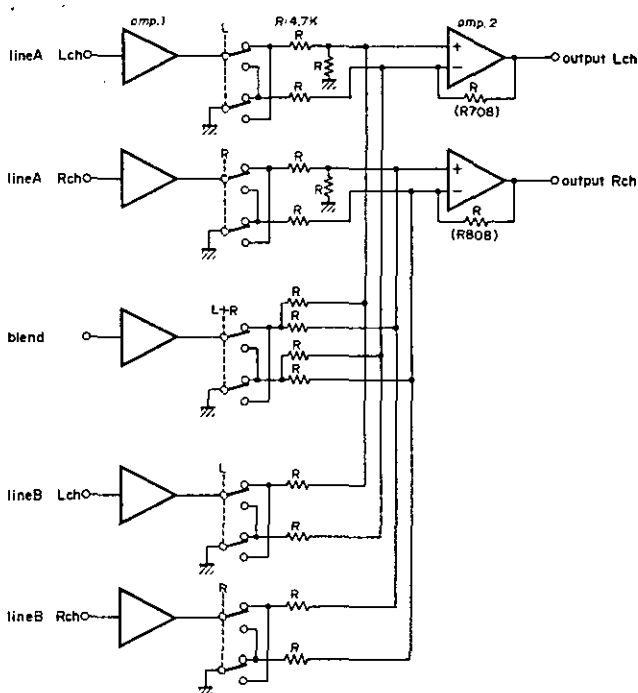 amp.1
L
R=4.7K
R
R
R
amp.2
+
−
R
(R708)
lineA Lch
output Lch
R
R
R
R
+
−
R
(R808)
lineA Rch
output Rch
L+R
R
R
R
R
blend
L
R
R
lineB Lch
R
R
R
lineB Rch